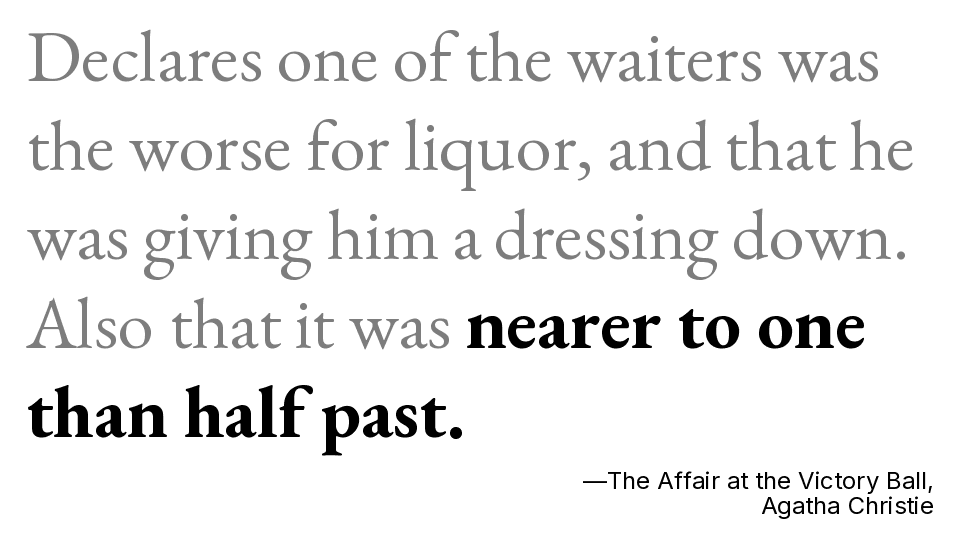 Declares one of the waiters was
the worse for liquor, and that he
was giving him a dressing down.
Also that it was nearer to one
than half past.
—The Affair at the Victory Ball,
Agatha Christie